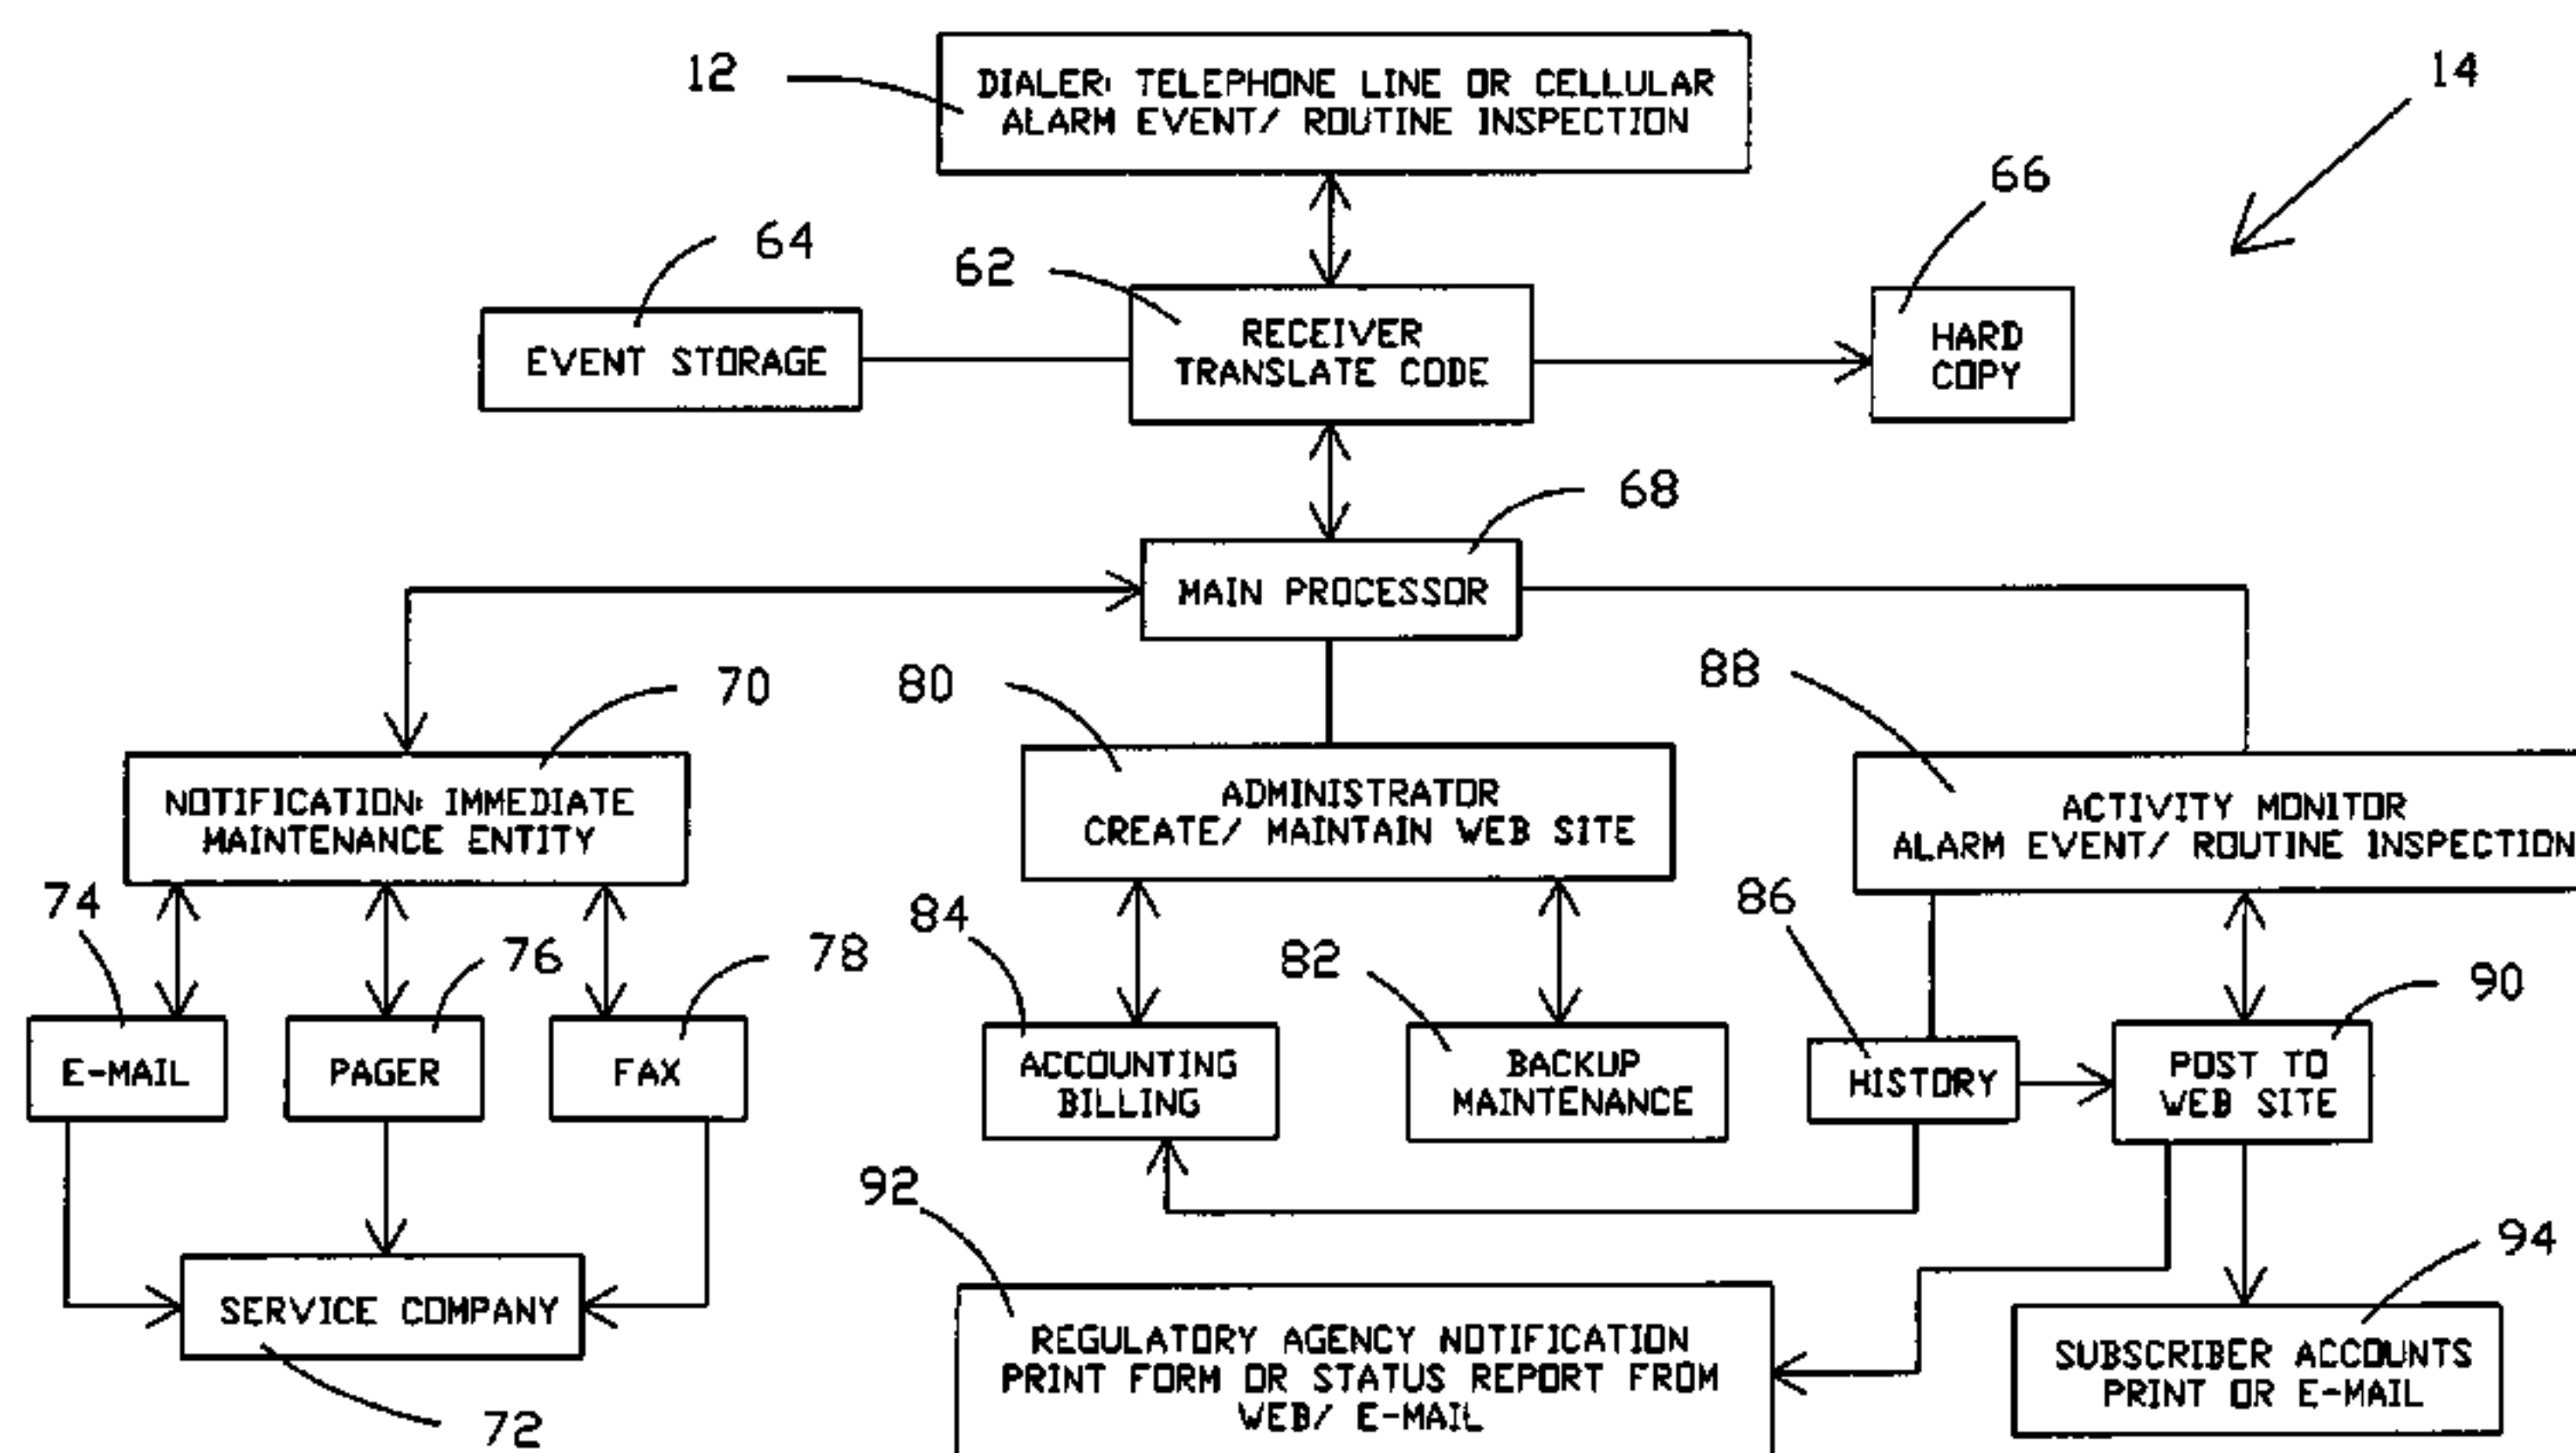 12
DIALER: TELEPHONE LINE OR CELLULAR
ALARM EVENT/ ROUTINE INSPECTION
14
66
64
62
EVENT STORAGE
RECEIVER
TRANSLATE CODE
HARD
COPY
68
MAIN PROCESSOR
70
80
88
NOTIFICATION: IMMEDIATE
MAINTENANCE ENTITY
ADMINISTRATOR
CREATE/ MAINTAIN WEB SITE
ACTIVITY MONITOR
ALARM EVENT/ ROUTINE INSPECTION
74
76
78
84
82
86
90
E-MAIL
PAGER
FAX
ACCOUNTING
BILLING
BACKUP
MAINTENANCE
HISTORY
POST TO
WEB SITE
92
94
SERVICE COMPANY
72
REGULATORY AGENCY NOTIFICATION
PRINT FORM OR STATUS REPORT FROM
WEB/ E-MAIL
SUBSCRIBER ACCOUNTS
PRINT OR E-MAIL